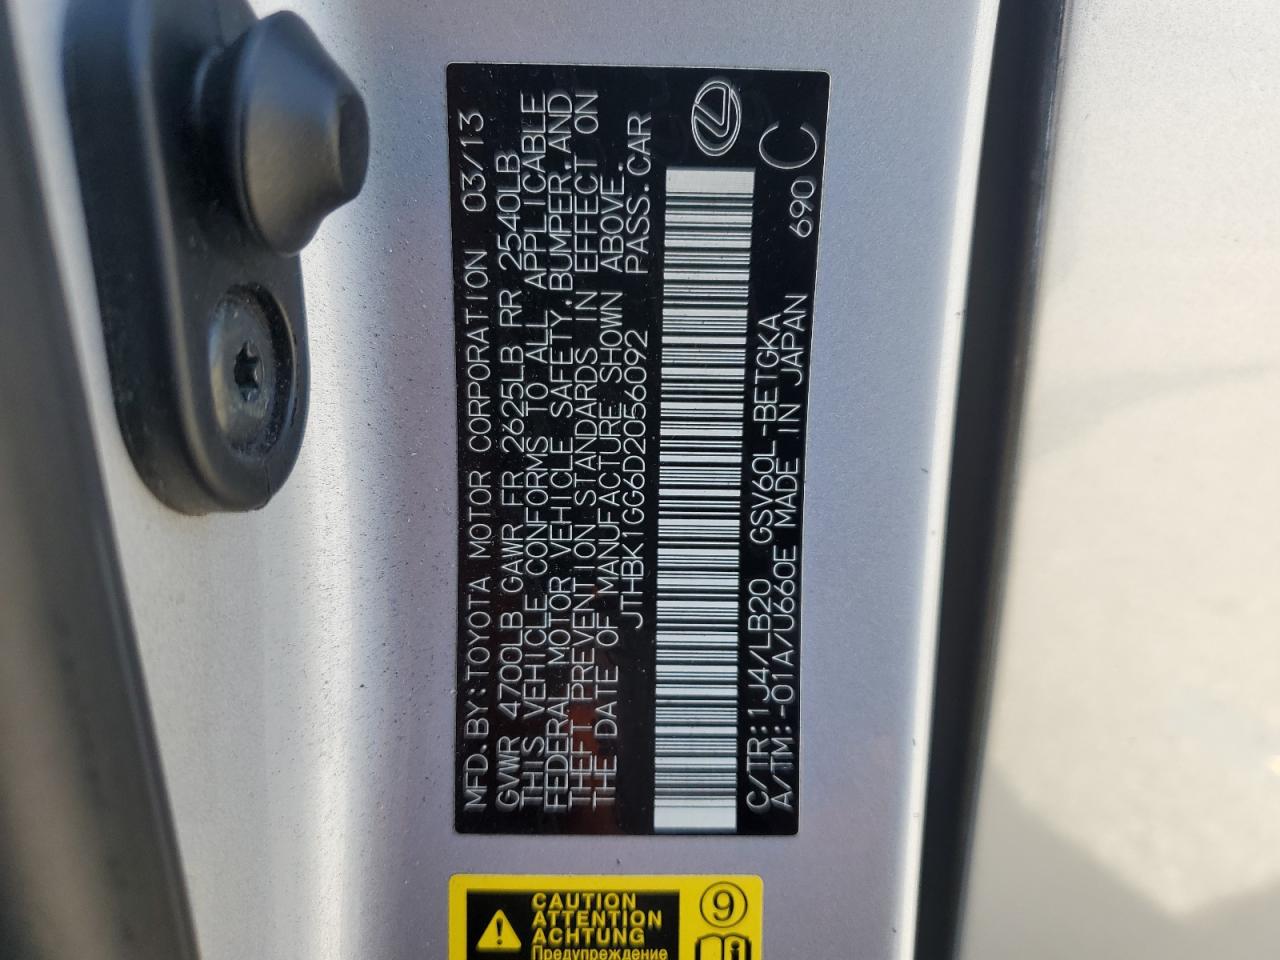 MFD.BY:TOYOTA MOTOR CORPORATION 03/13
GVWR 4700LB GAWR FR 2625LB RR 2540LB
THIS VEHICLE CONFORMS TO ALL APPLICABLE
FEDERAL MOTOR VEHICLE SAFETY.BUMPER.AND
THEFT PREVENTION STANDARDS IN EFFECT ON
THE DATE OF MANUFACTURE SHOWN ABOVE.
JTHBK1GG6D2056092 PASS.CAR
C/TR:1J4/LB20 GSV60L-BETGKA
A/TM:-01A/U660E MADE IN JAPAN 690
C
CAUTION
ATTENTION
ACHTUNG
Предупреждение
9